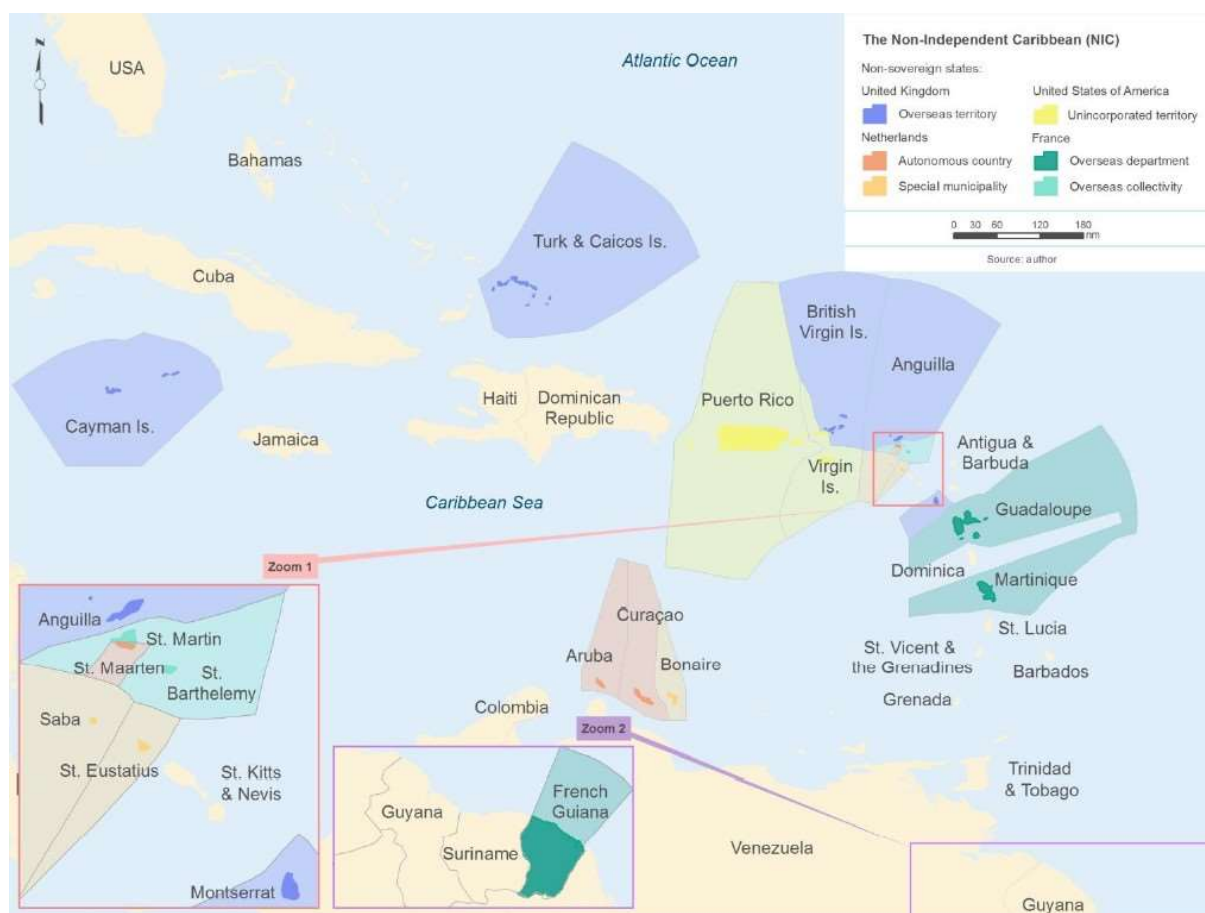 The Non-Independent Caribbean (NIC)
Non-sovereign states:
United Kingdom
United States of America
Overseas territory
Unincorporated territory
Netherlands
France
Autonomous country
Overseas department
Special municipality
Overseas collectivity
0 30 60 120 180
nm
Source: author
N
USA
Atlantic Ocean
Bahamas
Turk & Caicos Is.
Cuba
British
Virgin Is.
Anguilla
Cayman Is.
Jamaica
Haiti
Dominican
Republic
Puerto Rico
Virgin
Is.
Antigua &
Barbuda
Caribbean Sea
Guadaloupe
Zoom 1
Dominica
Martinique
Curaçao
Aruba
Bonaire
St. Lucia
St. Vicent &
the Grenadines
Barbados
Grenada
Colombia
Zoom 2
Trinidad
& Tobago
Venezuela
Guyana
Anguilla
St. Martin
St. Maarten
St.
Barthelemy
Saba
St. Eustatius
St. Kitts
& Nevis
Montserrat
Guyana
Suriname
French
Guiana